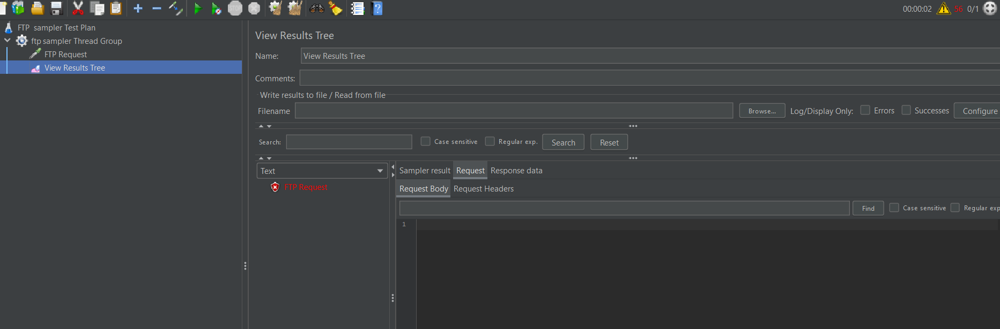 00:00:02 56 0/1
FTP sampler Test Plan
ftp sampler Thread Group
FTP Request
View Results Tree
View Results Tree
Name: View Results Tree
Comments:
Write results to file / Read from file
Filename Browse... Log/Display Only: Errors Successes Configure
Search: Case sensitive Regular exp. Search Reset
Text
FTP Request
Sampler result Request Response data
Request Body Request Headers
Find Case sensitive Regular exp
1